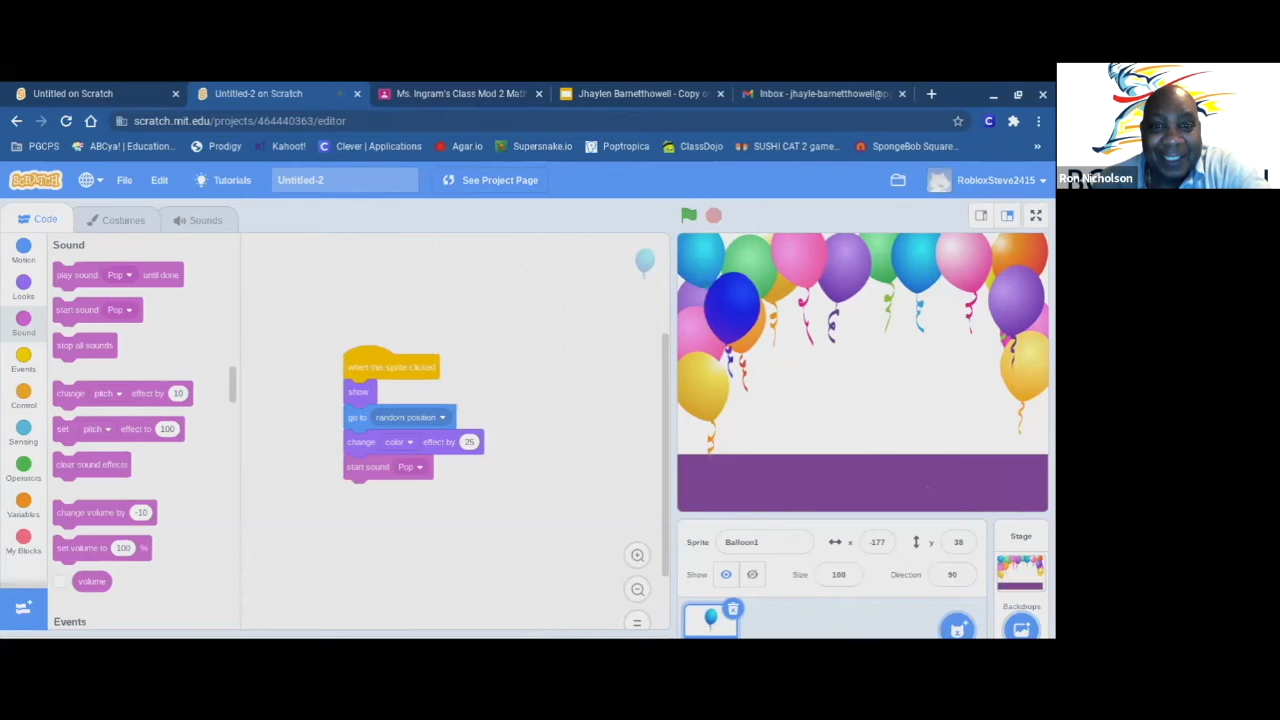 Untitled on Scratch
Untitled-2 on Scratch
Ms. Ingram's Class Mod 2 Math
Jhaylen Barnetthowell - Copy o
Inbox - jhayle-barnetthowell@p
scratch.mit.edu/projects/464440363/editor
PGCPS
ABCya! | Education...
Prodigy
Kahoot!
Clever | Applications
Agar.io
Supersnake.io
Poptropica
ClassDojo
SUSHI CAT 2 game...
SpongeBob Square...
»
SCRATCH
File
Edit
Tutorials
Untitled-2
See Project Page
RobloxSteve2415
Ron Nicholson
Code
Costumes
Sounds
Motion
Looks
Sound
Events
Control
Sensing
Operators
Variables
My Blocks
Sound
play sound Pop until done
start sound Pop
stop all sounds
change pitch effect by 10
set pitch effect to 100
clear sound effects
change volume by -10
set volume to 100 %
volume
Events
when this sprite clicked
show
go to random position
change color effect by 25
start sound Pop
Sprite Balloon1 x -177 y 38
Show Size 100 Direction 90
Stage
Backdrops